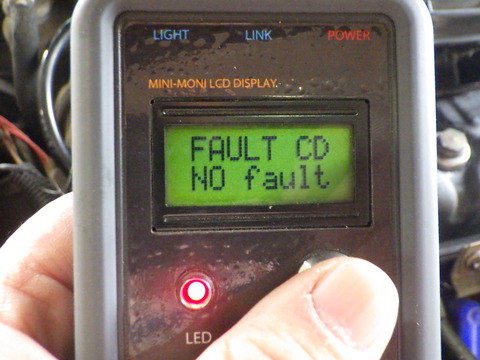 LIGHT LINK POWER
MINI-MONI LCD DISPLAY
FAULT CD
NO fault
LED